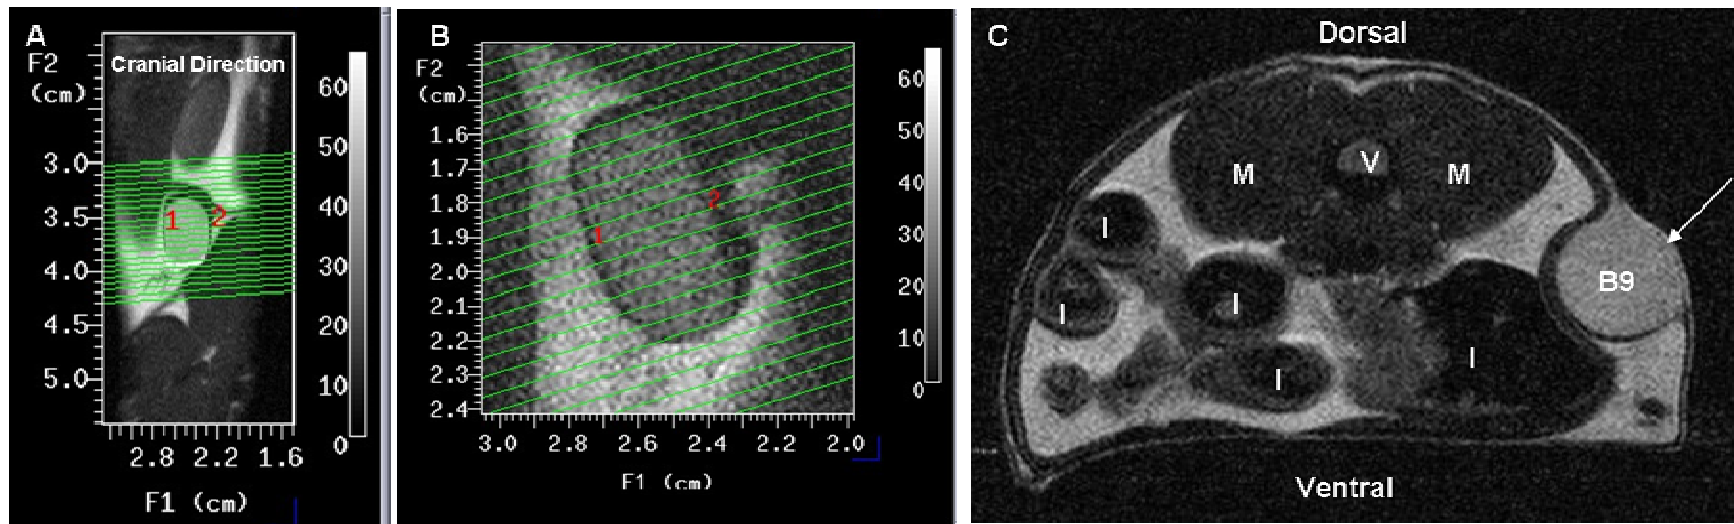 A
F2
(cm)
Cranial Direction
3.0
3.5
4.0
4.5
5.0
2.8 2.2 1.6
F1 (cm)
1 2
60
50
40
30
20
10
0
B
F2
(cm)
1.6
1.7
1.8
1.9
2.0
2.1
2.2
2.3
2.4
3.0 2.8 2.6 2.4 2.2 2.0
F1 (cm)
1
2
60
50
40
30
20
10
0
C
Dorsal
M V M
I
B9
I I
I
I
Ventral